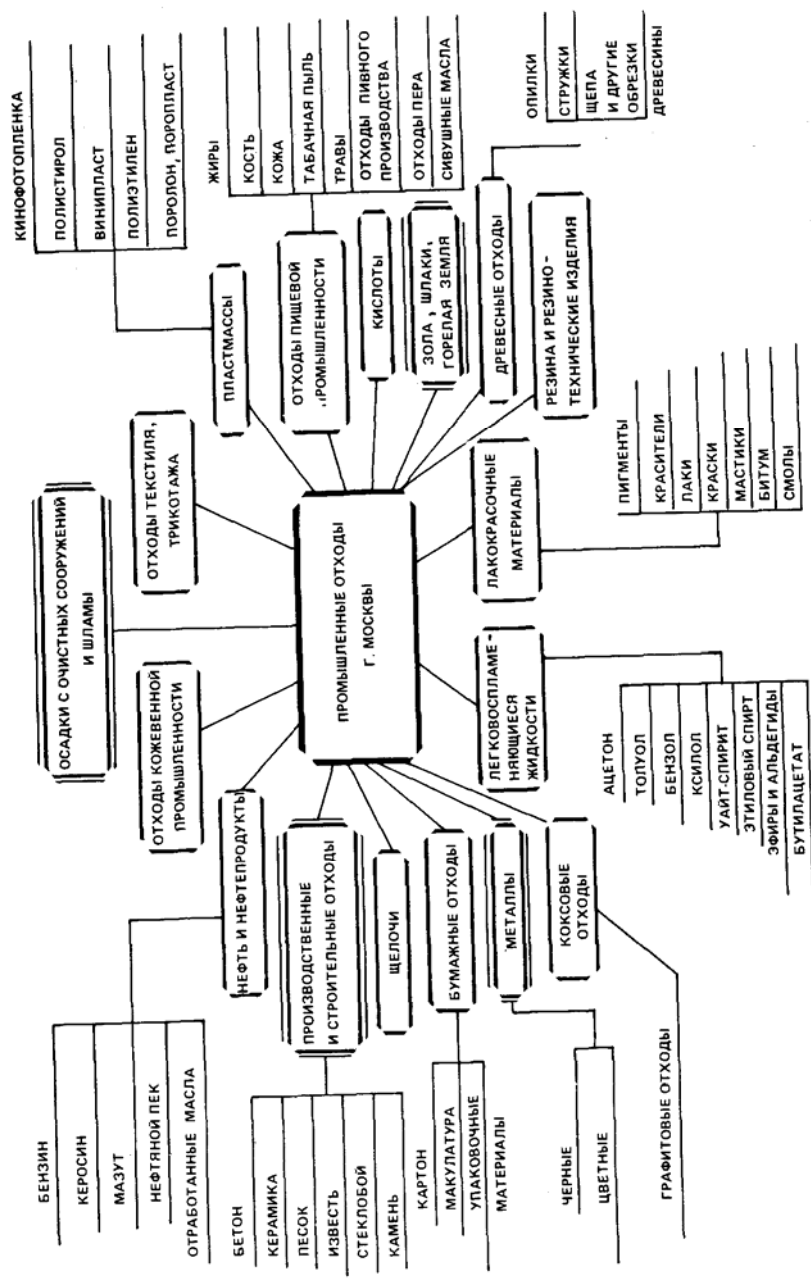 БЕНЗИН
КЕРОСИН
МАЗУТ
НЕФТЯНОЙ ПЕК
ОТРАБОТАННЫЕ МАСЛА
НЕФТЬ И НЕФТЕПРОДУКТЫ
ОТХОДЫ КОЖЕВЕННОЙ
ПРОМЫШЛЕННОСТИ
ОСАДКИ С ОЧИСТНЫХ СООРУЖЕНИЙ
И ШЛАМЫ
ОТХОДЫ ТЕКСТИЛЯ,
ТРИКОТАЖА
ПЛАСТМАССЫ
КИНОФОТОПЛЕНКА
ПОЛИСТИРОЛ
ВИНИПЛАСТ
ПОЛИЭТИЛЕН
ПОРОЛОН, ПОРОПЛАСТ
БЕТОН
КЕРАМИКА
ПЕСОК
ИЗВЕСТЬ
СТЕКЛОБОЙ
КАМЕНЬ
ПРОИЗВОДСТВЕННЫЕ
И СТРОИТЕЛЬНЫЕ ОТХОДЫ
ЩЕЛОЧИ
ПРОМЫШЛЕННЫЕ ОТХОДЫ
Г. МОСКВЫ
ОТХОДЫ ПИЩЕВОЙ
ПРОМЫШЛЕННОСТИ
ЖИРЫ
КОСТЬ
КОЖА
ТАБАЧНАЯ ПЫЛЬ
ТРАВЫ
ОТХОДЫ ПИВНОГО
ПРОИЗВОДСТВА
ОТХОДЫ ПЕРА
СИВУШНЫЕ МАСЛА
КИСЛОТЫ
ЗОЛА, ШЛАКИ,
ГОРЕЛАЯ ЗЕМЛЯ
КАРТОН
МАКУЛАТУРА
УПАКОВОЧНЫЕ
МАТЕРИАЛЫ
БУМАЖНЫЕ ОТХОДЫ
МЕТАЛЛЫ
ЧЕРНЫЕ
ЦВЕТНЫЕ
КОКСОВЫЕ
ОТХОДЫ
ГРАФИТОВЫЕ ОТХОДЫ
ЛЕГКОВОСПЛАМЕ-
НЯЮЩИЕСЯ
ЖИДКОСТИ
АЦЕТОН
ТОЛУОЛ
БЕНЗОЛ
КСИЛОЛ
УАЙТ-СПИРИТ
ЭТИЛОВЫЙ СПИРТ
ЭФИРЫ И АЛЬДЕГИДЫ
БУТИЛАЦЕТАТ
ЛАКОКРАСОЧНЫЕ
МАТЕРИАЛЫ
ПИГМЕНТЫ
КРАСИТЕЛИ
ЛАКИ
КРАСКИ
МАСТИКИ
БИТУМ
СМОЛЫ
ДРЕВЕСНЫЕ ОТХОДЫ
ОПИЛКИ
СТРУЖКИ
ЩЕПА
И ДРУГИЕ
ОБРЕЗКИ
ДРЕВЕСИНЫ
РЕЗИНА И РЕЗИНО-
ТЕХНИЧЕСКИЕ ИЗДЕЛИЯ